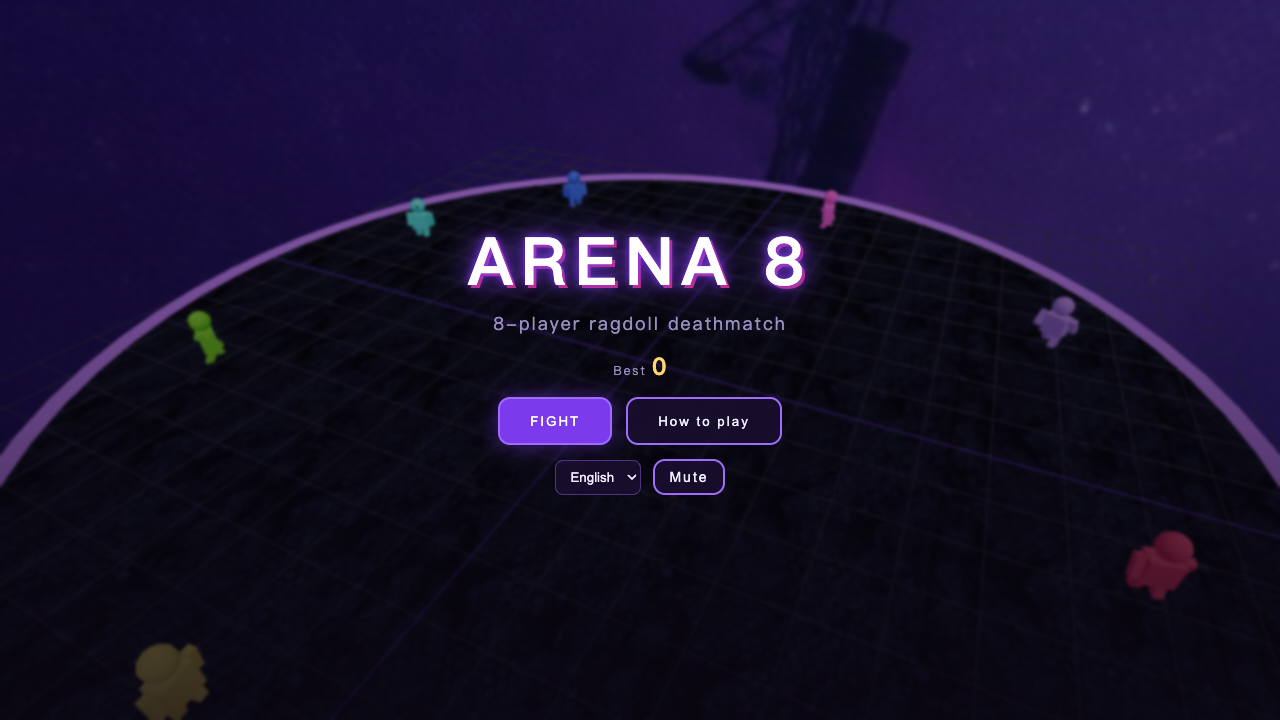 ARENA 8
8-player ragdoll deathmatch
Best 0
FIGHT How to play
English Mute